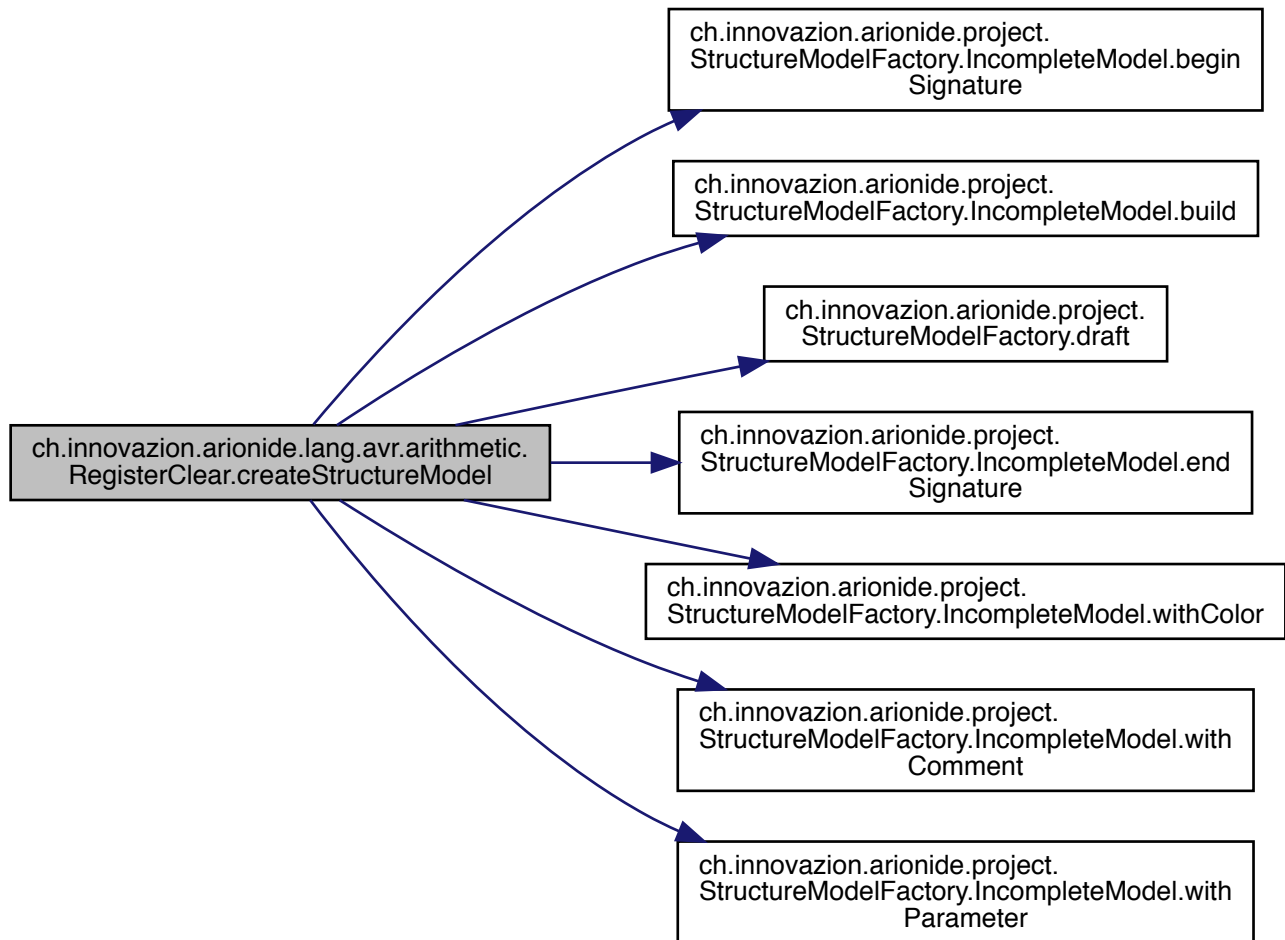 ch.innovazion.arionide.project.
StructureModelFactory.IncompleteModel.begin
Signature
ch.innovazion.arionide.project.
StructureModelFactory.IncompleteModel.build
ch.innovazion.arionide.project.
StructureModelFactory.draft
ch.innovazion.arionide.lang.avr.arithmetic.
RegisterClear.createStructureModel
ch.innovazion.arionide.project.
StructureModelFactory.IncompleteModel.end
Signature
ch.innovazion.arionide.project.
StructureModelFactory.IncompleteModel.withColor
ch.innovazion.arionide.project.
StructureModelFactory.IncompleteModel.with
Comment
ch.innovazion.arionide.project.
StructureModelFactory.IncompleteModel.with
Parameter